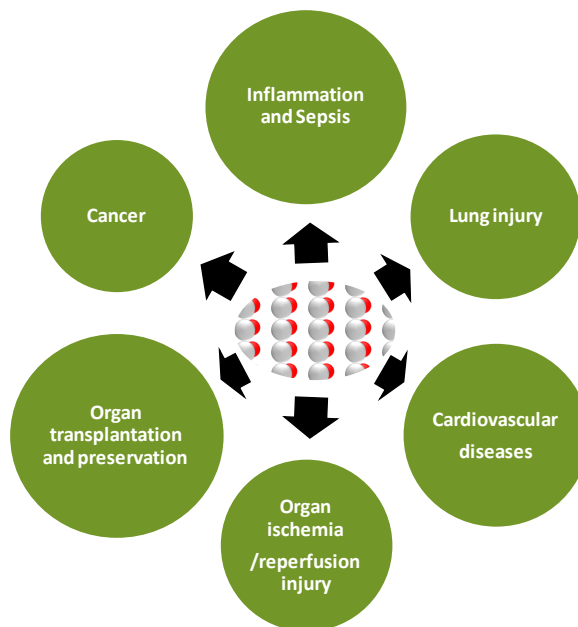 Inflammation
and Sepsis
Cancer
Lung injury
Organ
transplantation
and preservation
Cardiovascular
diseases
Organ
ischemia
/reperfusion
injury